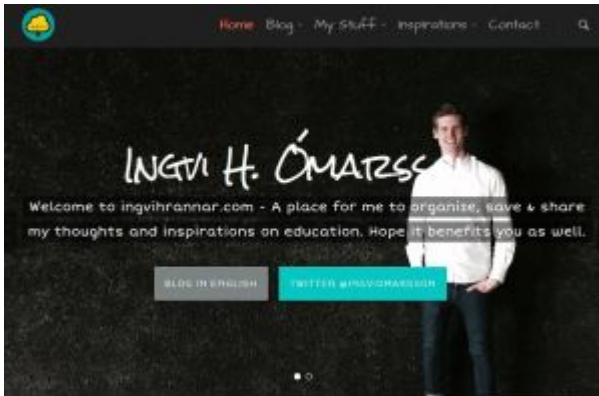 Home Blog My Stuff Inspirations Contact
INGVI H. ÓMARSS
Welcome to ingvihrannar.com - A place for me to organize, save & share
my thoughts and inspirations on education. Hope it benefits you as well.
BLOG IN ENGLISH TWITTER @INGVIOMARSSON